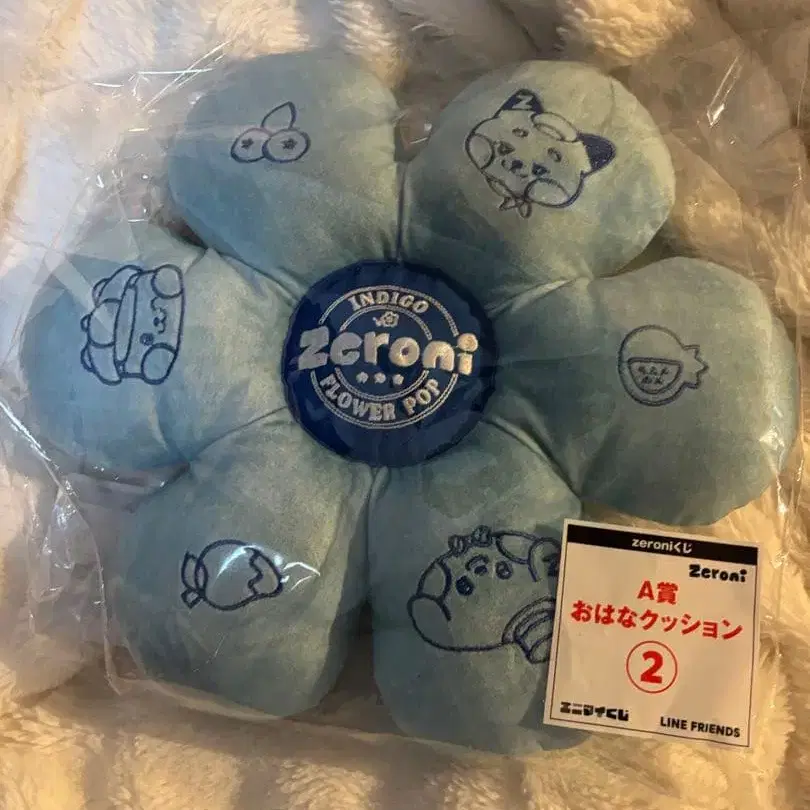 INDIGO
zeroni
FLOWER POP
zeroniくじ
zeroni
A賞
おはなクッション
2
エニマイくじ
LINE FRIENDS